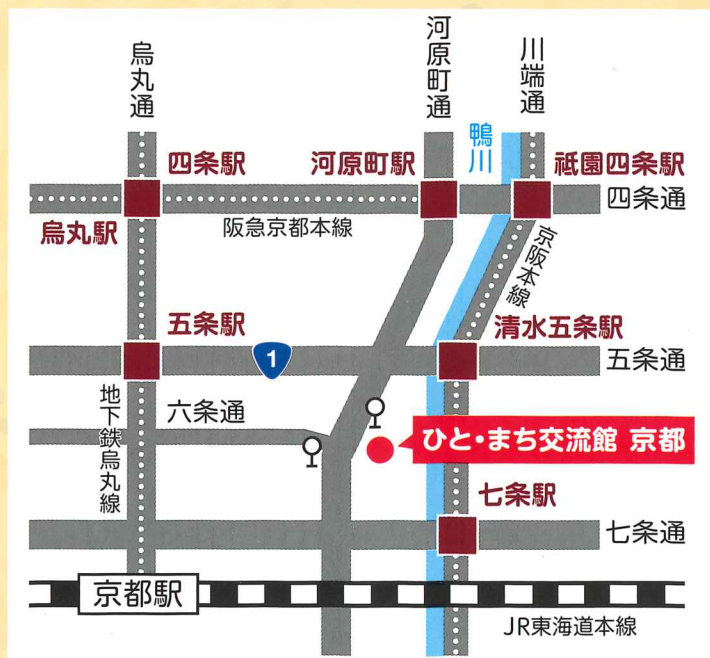 烏丸通
河原町通
川端通
鴨川
四条駅
河原町駅
祇園四条駅
四条通
烏丸駅
阪急京都本線
京阪本線
五条駅
清水五条駅
1
五条通
地下鉄烏丸線
六条通
ひと・まち交流館 京都
七条駅
七条通
京都駅
JR東海道本線